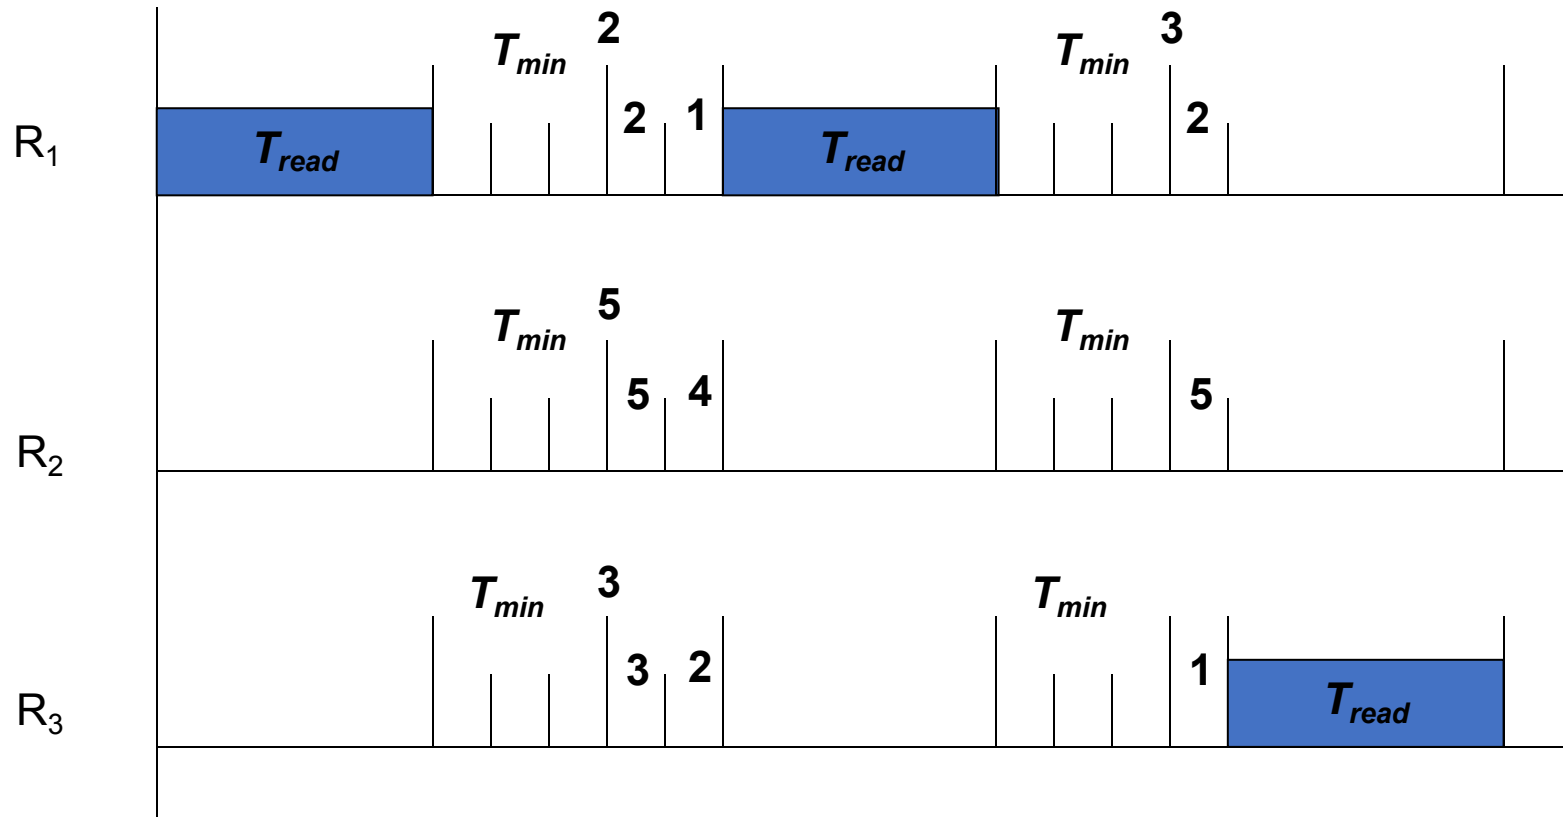 2 3
T_min T_min
2 1 2
R₁ T_read T_read
5
T_min T_min
5 4 5
R₂
3
T_min T_min
3 2 1
R₃ T_read